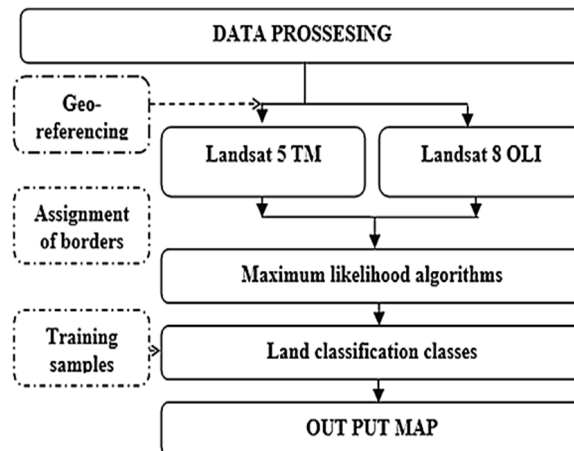 DATA PROSSESING
Geo-
referencing
Landsat 5 TM
Landsat 8 OLI
Assignment
of borders
Maximum likelihood algorithms
Training
samples
Land classification classes
OUT PUT MAP